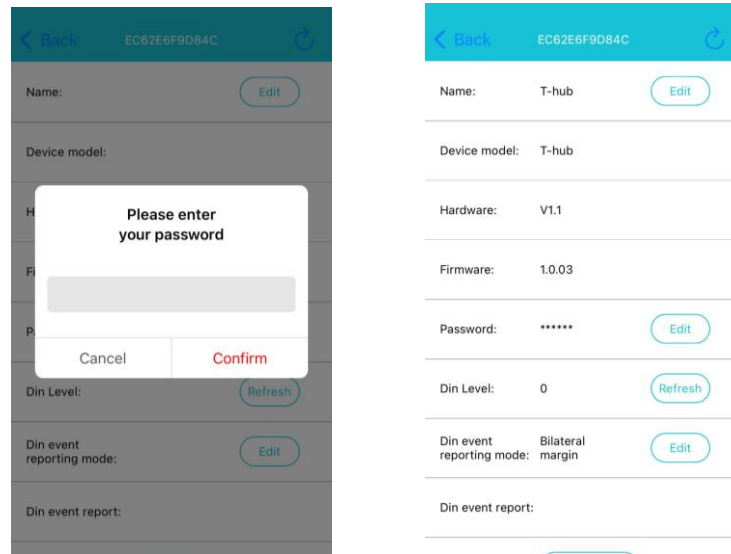 Back EC62E6F9D84C
Name: Edit
Device model:
H
Please enter
your password
Fi
P
Cancel Confirm
Din Level: Refresh
Din event
reporting mode: Edit
Din event report:
Back EC62E6F9D84C
Name: T-hub Edit
Device model: T-hub
Hardware: V1.1
Firmware: 1.0.03
Password: ****** Edit
Din Level: 0 Refresh
Din event Bilateral
reporting mode: margin Edit
Din event report: